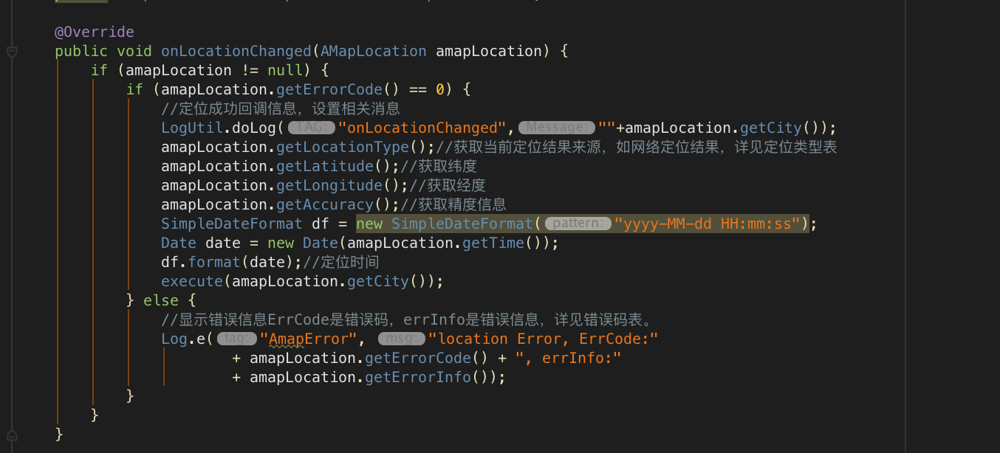 @Override
public void onLocationChanged(AMapLocation amapLocation) {
if (amapLocation != null) {
if (amapLocation.getErrorCode() == 0) {
//定位成功回调信息，设置相关消息
LogUtil.doLog( TAG: "onLocationChanged", Message: ""+amapLocation.getCity());
amapLocation.getLocationType();//获取当前定位结果来源，如网络定位结果，详见定位类型表
amapLocation.getLatitude();//获取纬度
amapLocation.getLongitude();//获取经度
amapLocation.getAccuracy();//获取精度信息
SimpleDateFormat df = new SimpleDateFormat( pattern: "yyyy-MM-dd HH:mm:ss");
Date date = new Date(amapLocation.getTime());
df.format(date);//定位时间
execute(amapLocation.getCity());
} else {
//显示错误信息ErrCode是错误码，errInfo是错误信息，详见错误码表。
Log.e( tag: "AmapError", msg: "location Error, ErrCode:"
+ amapLocation.getErrorCode() + ", errInfo:"
+ amapLocation.getErrorInfo());
}
}
}